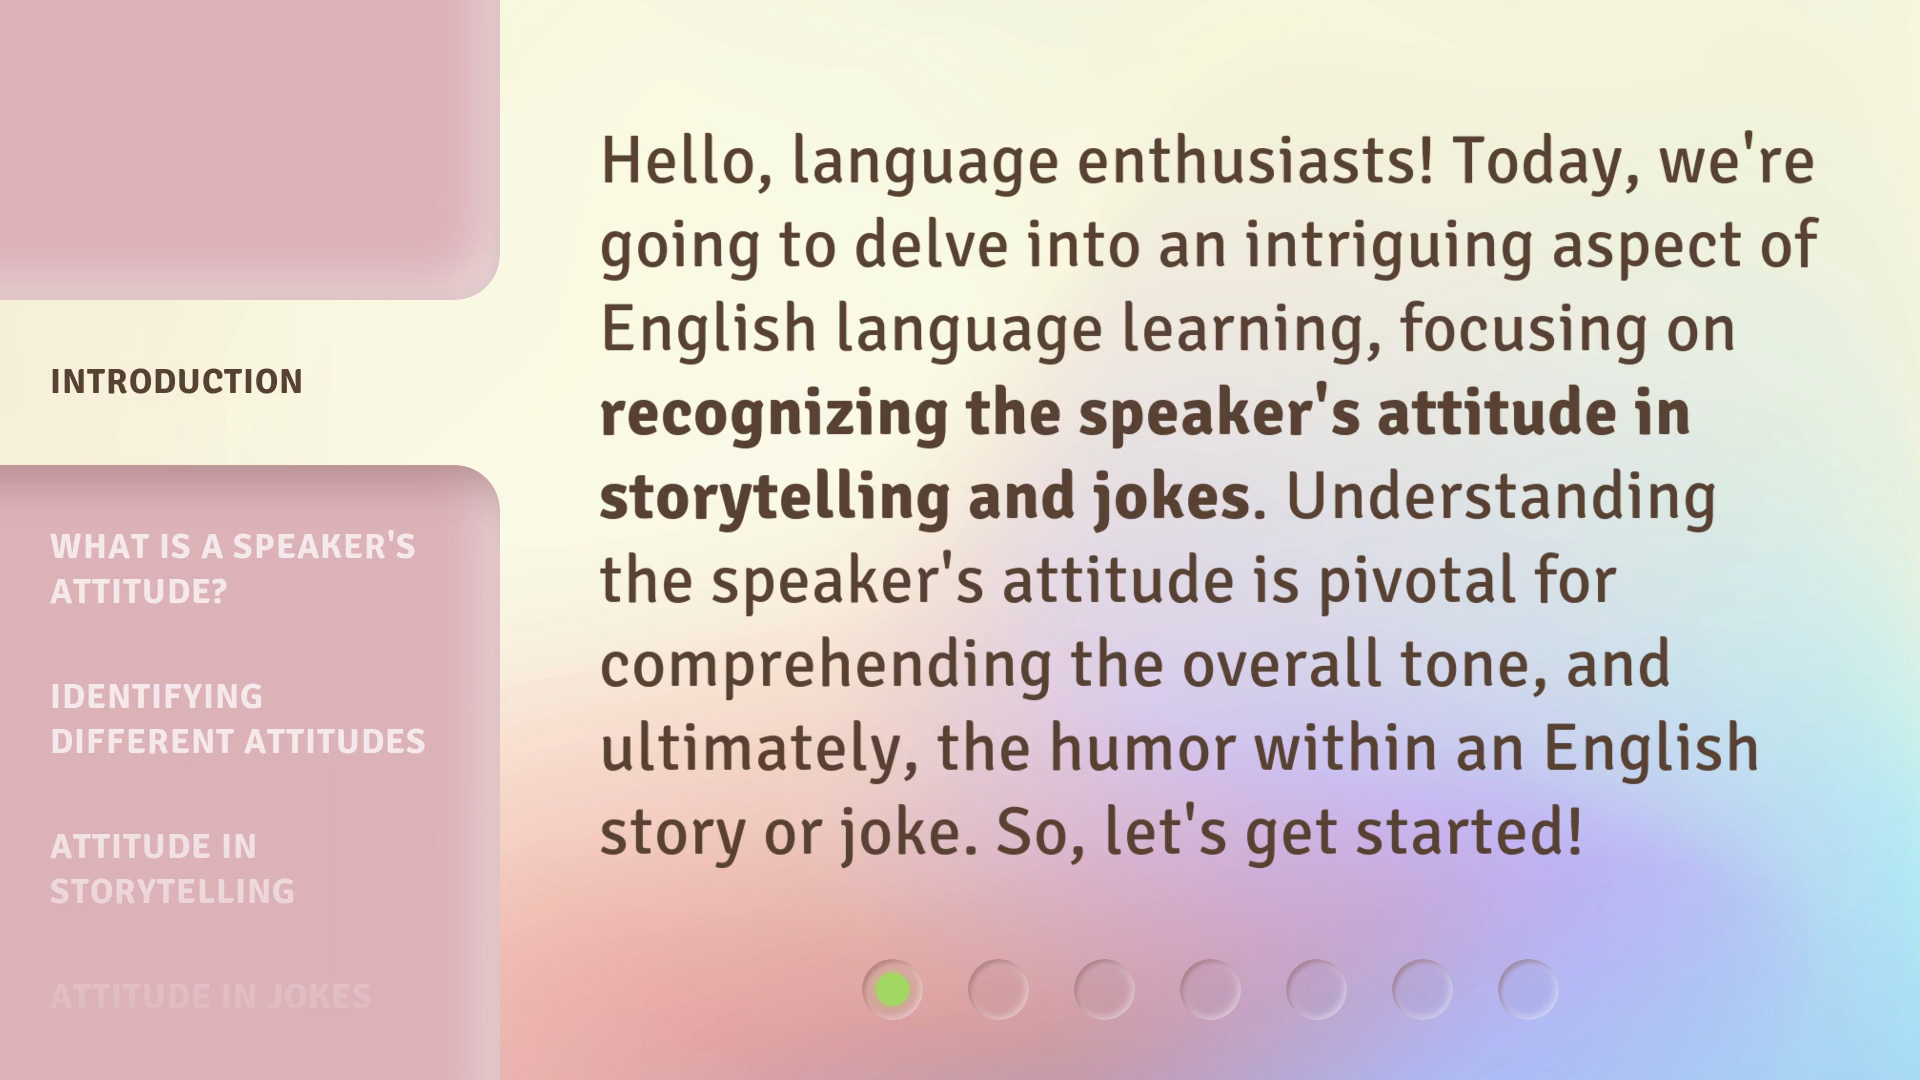 INTRODUCTION
WHAT IS A SPEAKER'S
ATTITUDE?
IDENTIFYING
DIFFERENT ATTITUDES
ATTITUDE IN
STORYTELLING
ATTITUDE IN JOKES
Hello, language enthusiasts! Today, we're
going to delve into an intriguing aspect of
English language learning, focusing on
recognizing the speaker's attitude in
storytelling and jokes. Understanding
the speaker's attitude is pivotal for
comprehending the overall tone, and
ultimately, the humor within an English
story or joke. So, let's get started!